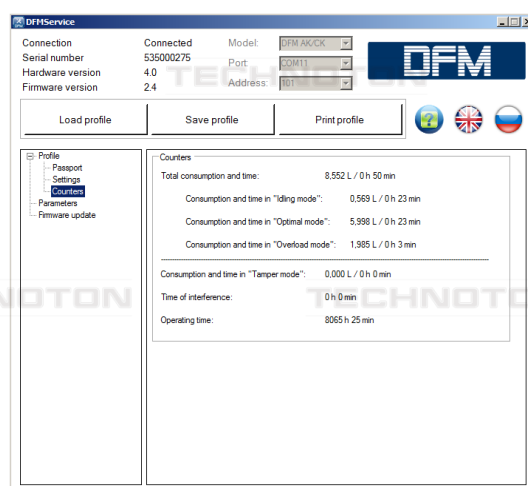 DFMService
Connection Connected Model: DFM AK/CK
Serial number 535000275 Port: COM11
Hardware version 4.0
Firmware version 2.4 Address: 101
DFM
Load profile Save profile Print profile
Profile
Passport
Settings
Counters
Parameters
Firmware update
Counters
Total consumption and time: 8,552 L / 0 h 50 min
Consumption and time in "Idling mode": 0,569 L / 0 h 23 min
Consumption and time in "Optimal mode": 5,998 L / 0 h 23 min
Consumption and time in "Overload mode": 1,985 L / 0 h 3 min
Consumption and time in "Tamper mode": 0,000 L / 0 h 0 min
Time of interference: 0 h 0 min
Operating time: 8065 h 25 min
TECHNOTON
NOTON
TECHNOTO